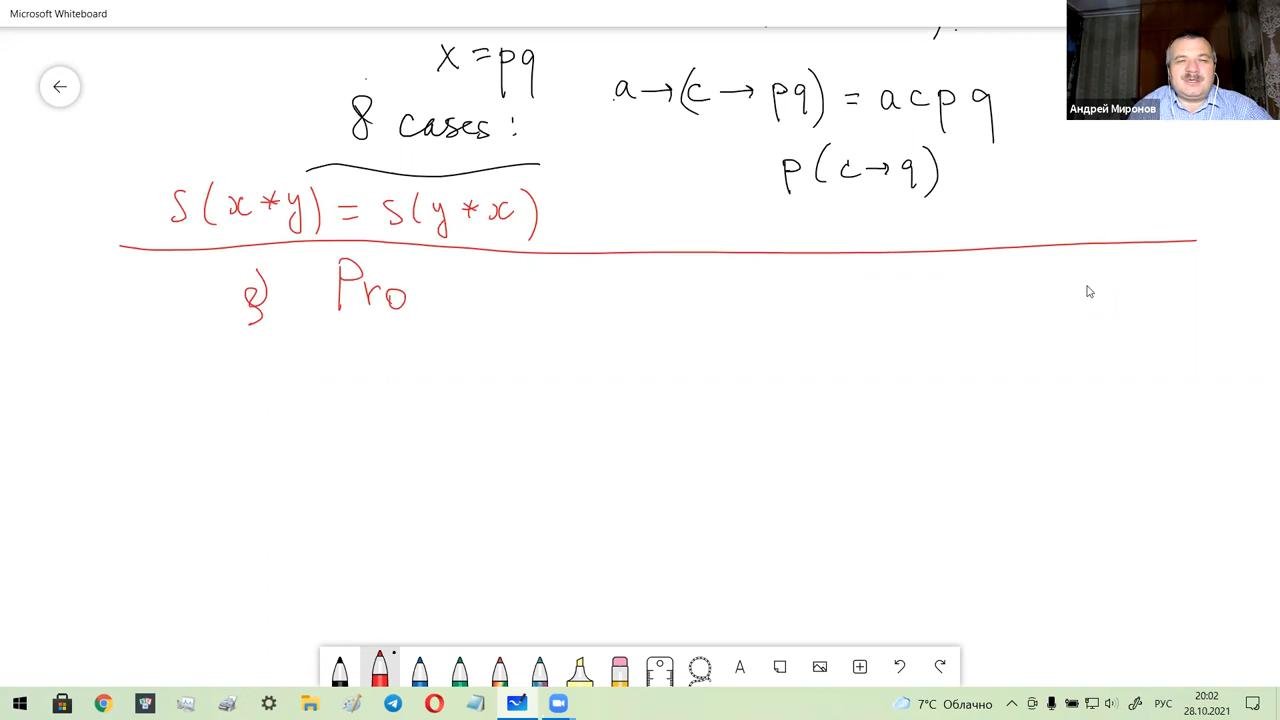 Microsoft Whiteboard
x = pq
a → (c → pq) = acpq
Андрей Миронов
8 cases:
p(c → q)
s(x * y) = s(y * x)
8) Pro
A
7°C Облачно
РУС
20:02
28.10.2021